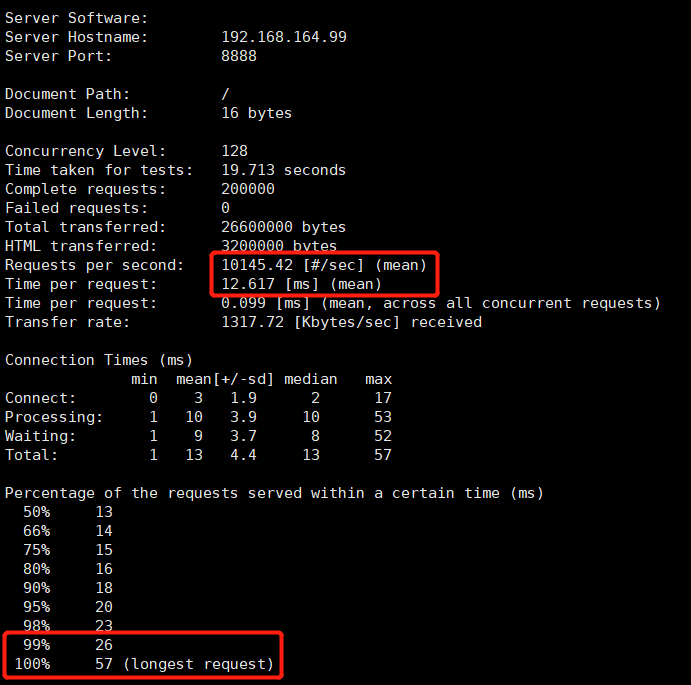 Server Software:
Server Hostname: 192.168.164.99
Server Port: 8888
Document Path: /
Document Length: 16 bytes
Concurrency Level: 128
Time taken for tests: 19.713 seconds
Complete requests: 200000
Failed requests: 0
Total transferred: 26600000 bytes
HTML transferred: 3200000 bytes
Requests per second: 10145.42 [#/sec] (mean)
Time per request: 12.617 [ms] (mean)
Time per request: 0.099 [ms] (mean, across all concurrent requests)
Transfer rate: 1317.72 [Kbytes/sec] received
Connection Times (ms)
min mean[+/-sd] median max
Connect: 0 3 1.9 2 17
Processing: 1 10 3.9 10 53
Waiting: 1 9 3.7 8 52
Total: 1 13 4.4 13 57
Percentage of the requests served within a certain time (ms)
50% 13
66% 14
75% 15
80% 16
90% 18
95% 20
98% 23
99% 26
100% 57 (longest request)